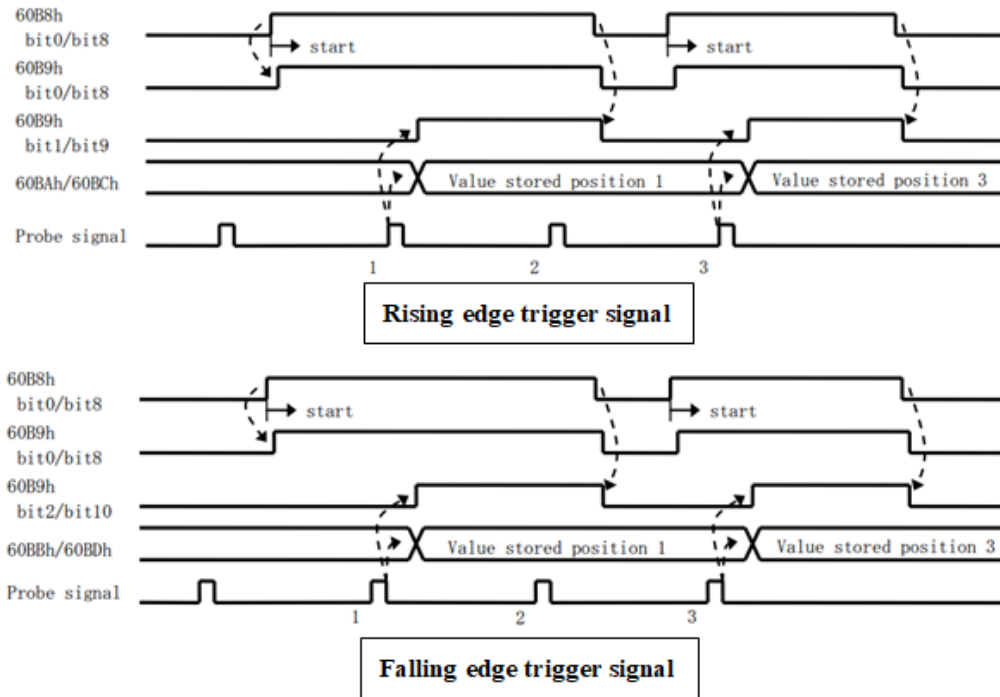 60B8h
bit0/bit8
start
start
60B9h
bit0/bit8
60B9h
bit1/bit9
60BAh/60BCh
Value stored position 1
Value stored position 3
Probe signal
1
2
3
Rising edge trigger signal
60B8h
bit0/bit8
start
start
60B9h
bit0/bit8
60B9h
bit2/bit10
60BBh/60BDh
Value stored position 1
Value stored position 3
Probe signal
1
2
3
Falling edge trigger signal